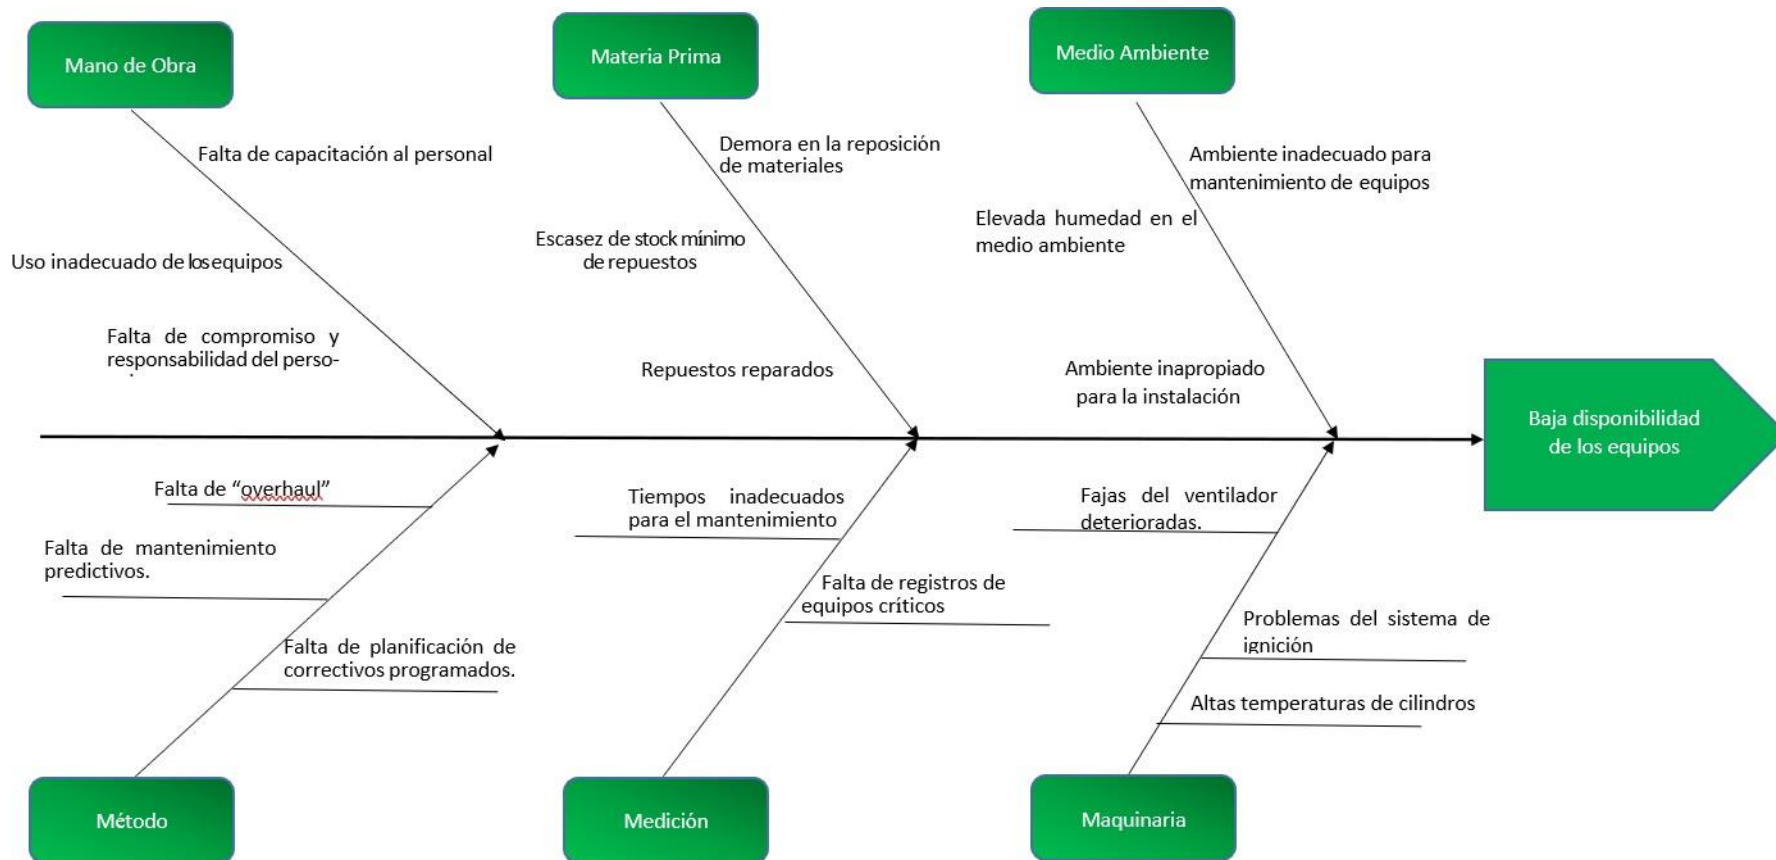 Mano de Obra
Materia Prima
Medio Ambiente
Falta de capacitación al personal
Uso inadecuado de los equipos
Falta de compromiso y
responsabilidad del perso-
Demora en la reposición
de materiales
Escasez de stock mínimo
de repuestos
Repuestos reparados
Ambiente inadecuado para
mantenimiento de equipos
Elevada humedad en el
medio ambiente
Ambiente inapropiado
para la instalación
Baja disponibilidad
de los equipos
Falta de “overhaul”
Falta de mantenimiento
predictivos.
Falta de planificación de
correctivos programados.
Tiempos inadecuados
para el mantenimiento
Falta de registros de
equipos críticos
Fajas del ventilador
deterioradas.
Problemas del sistema de
ignición
Altas temperaturas de cilindros
Método
Medición
Maquinaria